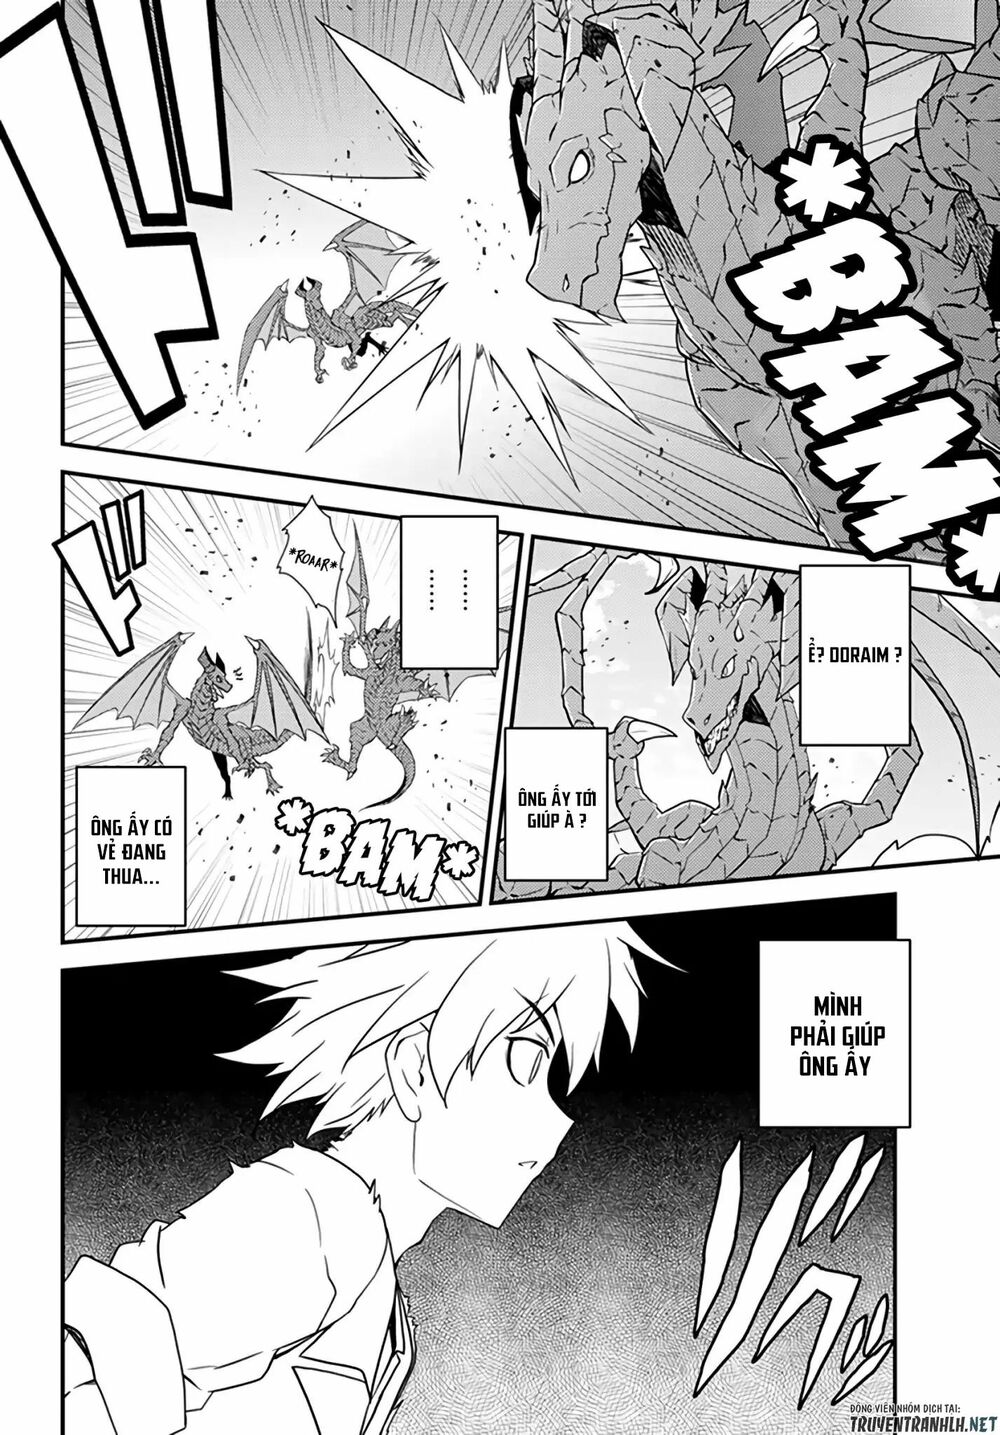 *BAM*
Ể? DORAIM ?
ÔNG ẤY TỚI
GIÚP À ?
*ROAAR*
......
*BAM*
ÔNG ẤY CÓ
VẺ ĐANG
THUA...
MÌNH
PHẢI GIÚP
ÔNG ẤY
ĐỘNG VIÊN NHÓM DỊCH TẠI:
TRUYENTRANHLH.NET